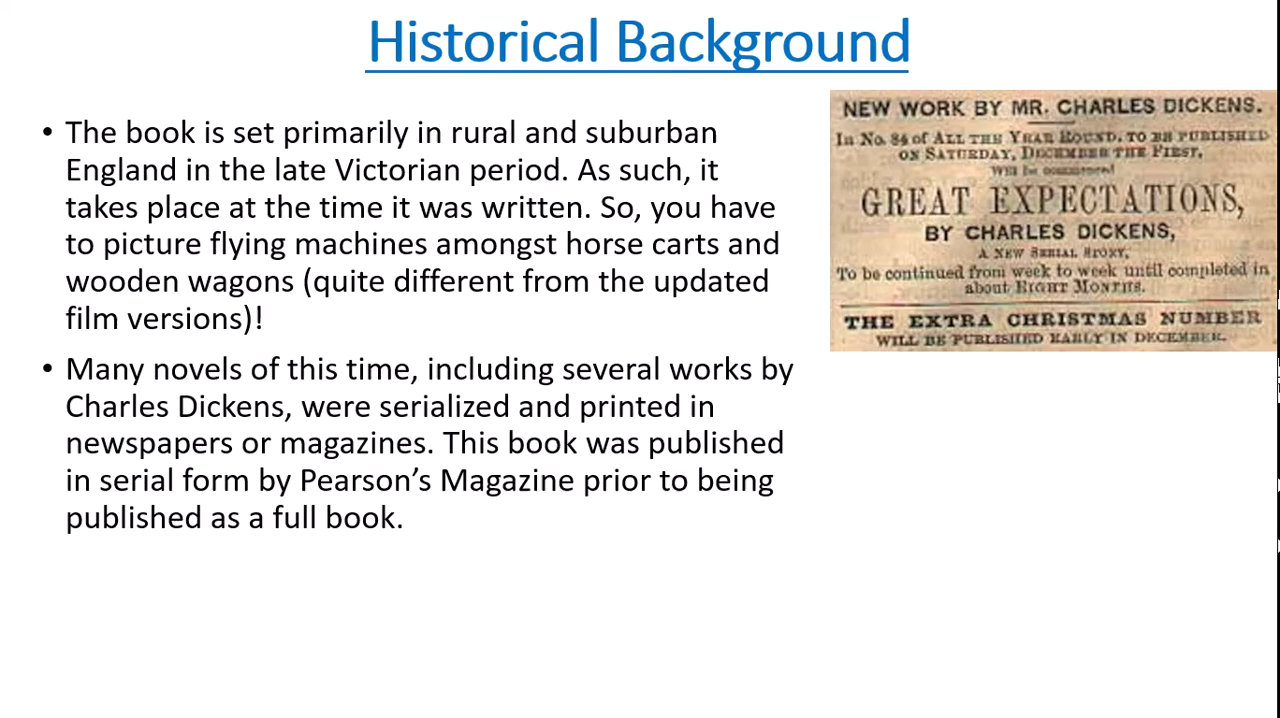 Historical Background
• The book is set primarily in rural and suburban
England in the late Victorian period. As such, it
takes place at the time it was written. So, you have
to picture flying machines amongst horse carts and
wooden wagons (quite different from the updated
film versions)!
• Many novels of this time, including several works by
Charles Dickens, were serialized and printed in
newspapers or magazines. This book was published
in serial form by Pearson’s Magazine prior to being
published as a full book.
NEW WORK BY MR. CHARLES DICKENS.
In No. 84 of ALL THE YEAR ROUND, TO BE PUBLISHED
ON SATURDAY, DECEMBER THE FIRST,
Will be commenced
GREAT EXPECTATIONS,
BY CHARLES DICKENS,
A NEW SERIAL STORY,
To be continued from week to week until completed in
about EIGHT MONTHS.
THE EXTRA CHRISTMAS NUMBER
WILL BE PUBLISHED EARLY IN DECEMBER.